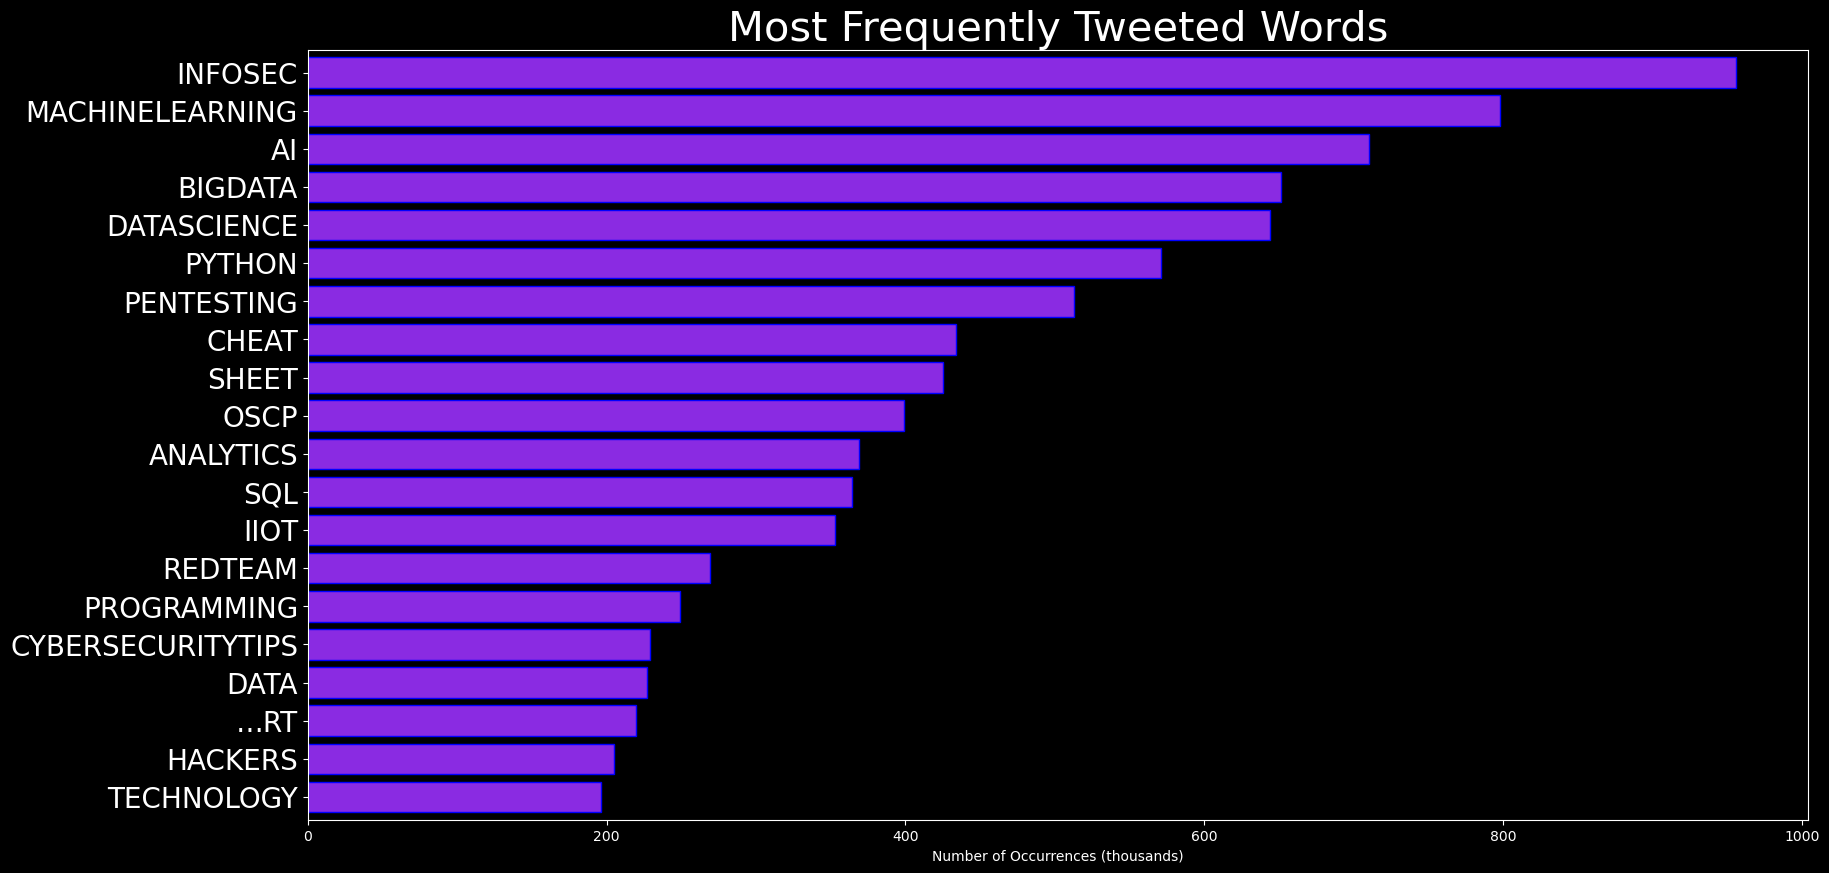 Most Frequently Tweeted Words
INFOSEC
MACHINELEARNING
AI
BIGDATA
DATASCIENCE
PYTHON
PENTESTING
CHEAT
SHEET
OSCP
ANALYTICS
SQL
IIOT
REDTEAM
PROGRAMMING
CYBERSECURITYTIPS
DATA
…RT
HACKERS
TECHNOLOGY
0 200 400 600 800 1000
Number of Occurrences (thousands)